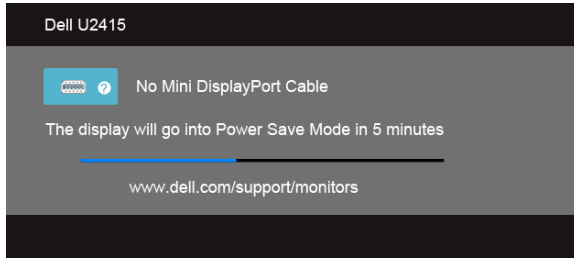 Dell U2415
No Mini DisplayPort Cable
The display will go into Power Save Mode in 5 minutes
www.dell.com/support/monitors